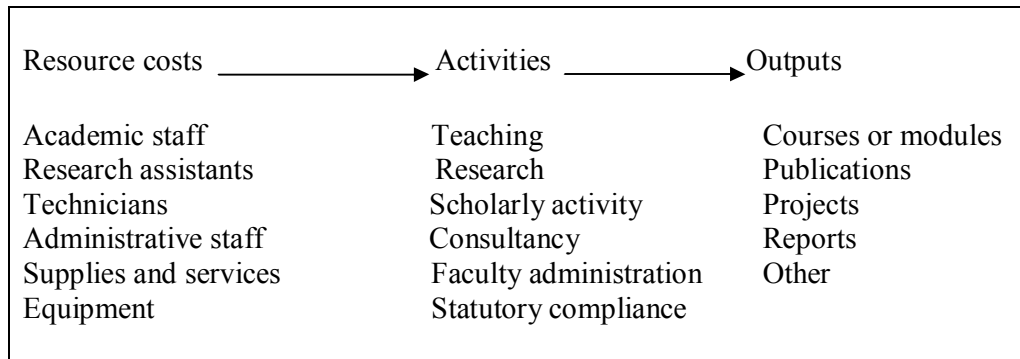 Resource costs Activities Outputs
Academic staff Teaching Courses or modules
Research assistants Research Publications
Technicians Scholarly activity Projects
Administrative staff Consultancy Reports
Supplies and services Faculty administration Other
Equipment Statutory compliance